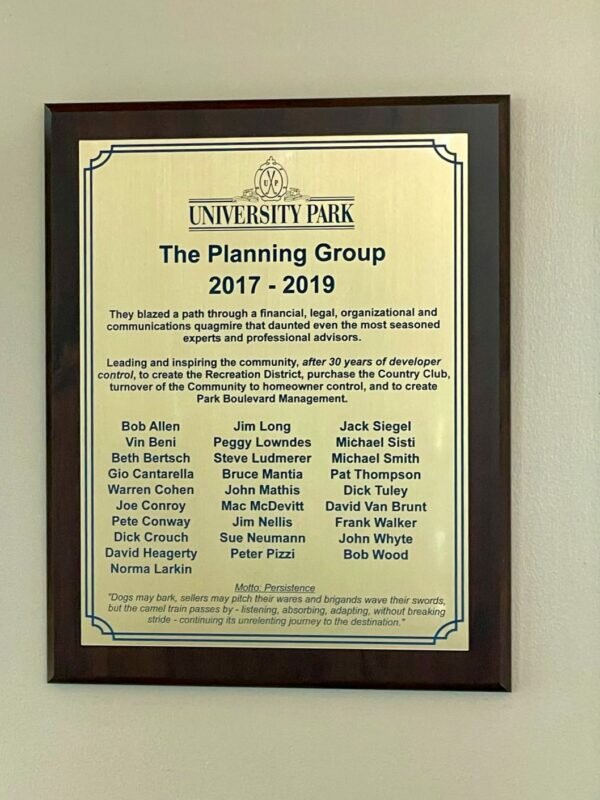 U P
UNIVERSITY PARK
The Planning Group
2017 - 2019
They blazed a path through a financial, legal, organizational and
communications quagmire that daunted even the most seasoned
experts and professional advisors.
Leading and inspiring the community, after 30 years of developer
control, to create the Recreation District, purchase the Country Club,
turnover of the Community to homeowner control, and to create
Park Boulevard Management.
Bob Allen
Vin Beni
Beth Bertsch
Gio Cantarella
Warren Cohen
Joe Conroy
Pete Conway
Dick Crouch
David Heagerty
Norma Larkin
Jim Long
Peggy Lowndes
Steve Ludmerer
Bruce Mantia
John Mathis
Mac McDevitt
Jim Nellis
Sue Neumann
Peter Pizzi
Jack Siegel
Michael Sisti
Michael Smith
Pat Thompson
Dick Tuley
David Van Brunt
Frank Walker
John Whyte
Bob Wood
Motto: Persistence
"Dogs may bark, sellers may pitch their wares and brigands wave their swords,
but the camel train passes by - listening, absorbing, adapting, without breaking
stride - continuing its unrelenting journey to the destination."